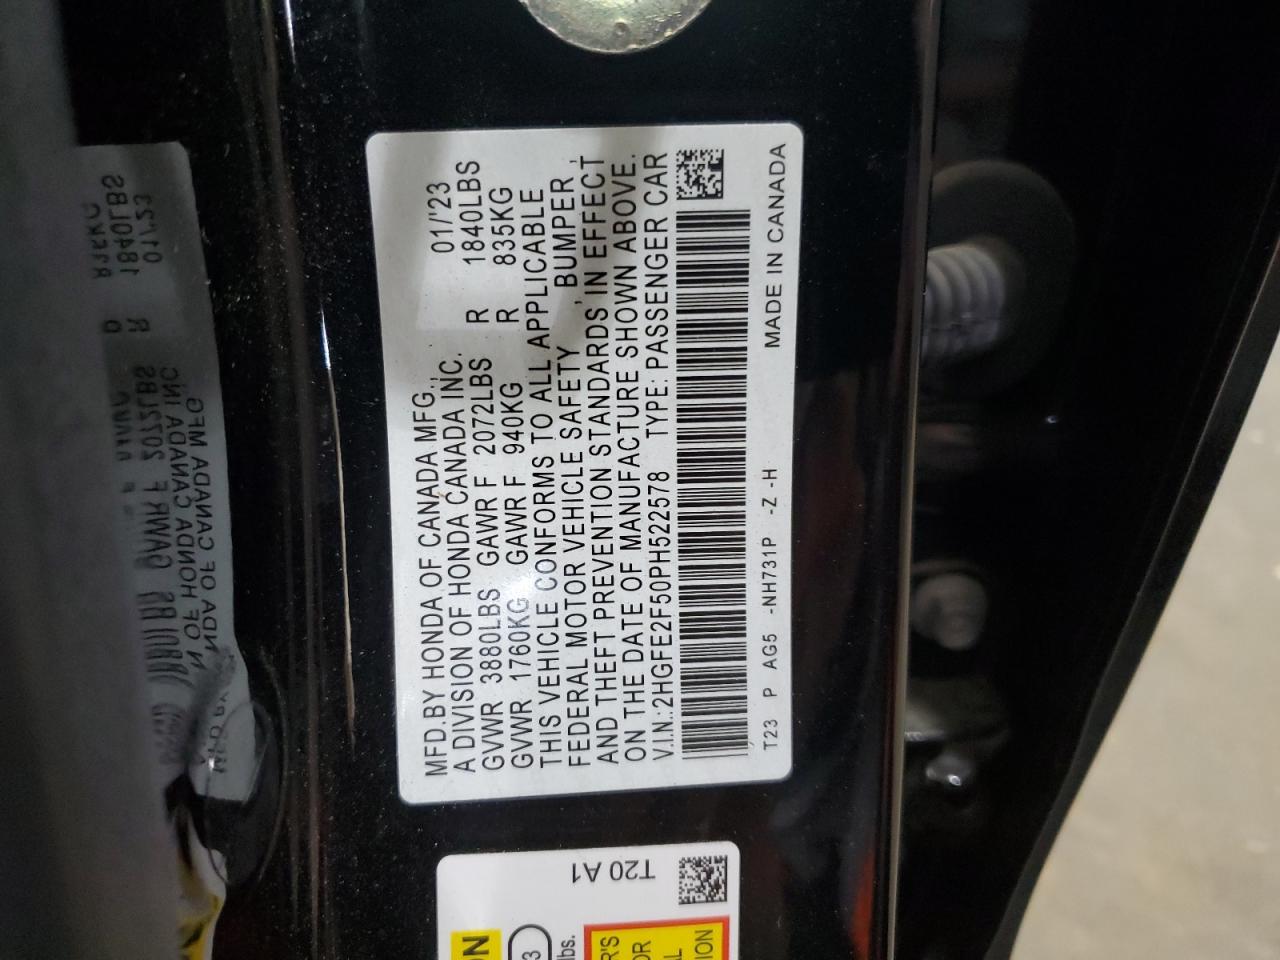 MFD.BY HONDA OF CANADA MFG.,
A DIVISION OF HONDA CANADA INC. 01/'23
GVWR 3880LBS GAWR F 2072LBS R 1840LBS
GVWR 1760KG GAWR F 940KG R 835KG
THIS VEHICLE CONFORMS TO ALL APPLICABLE
FEDERAL MOTOR VEHICLE SAFETY , BUMPER ,
AND THEFT PREVENTION STANDARDS, IN EFFECT
ON THE DATE OF MANUFACTURE SHOWN ABOVE.
V.I.N.:2HGFE2F50PH522578 TYPE: PASSENGER CAR
T23 P AG5 -NH731P -Z -H MADE IN CANADA
T20 A1
3
lbs.